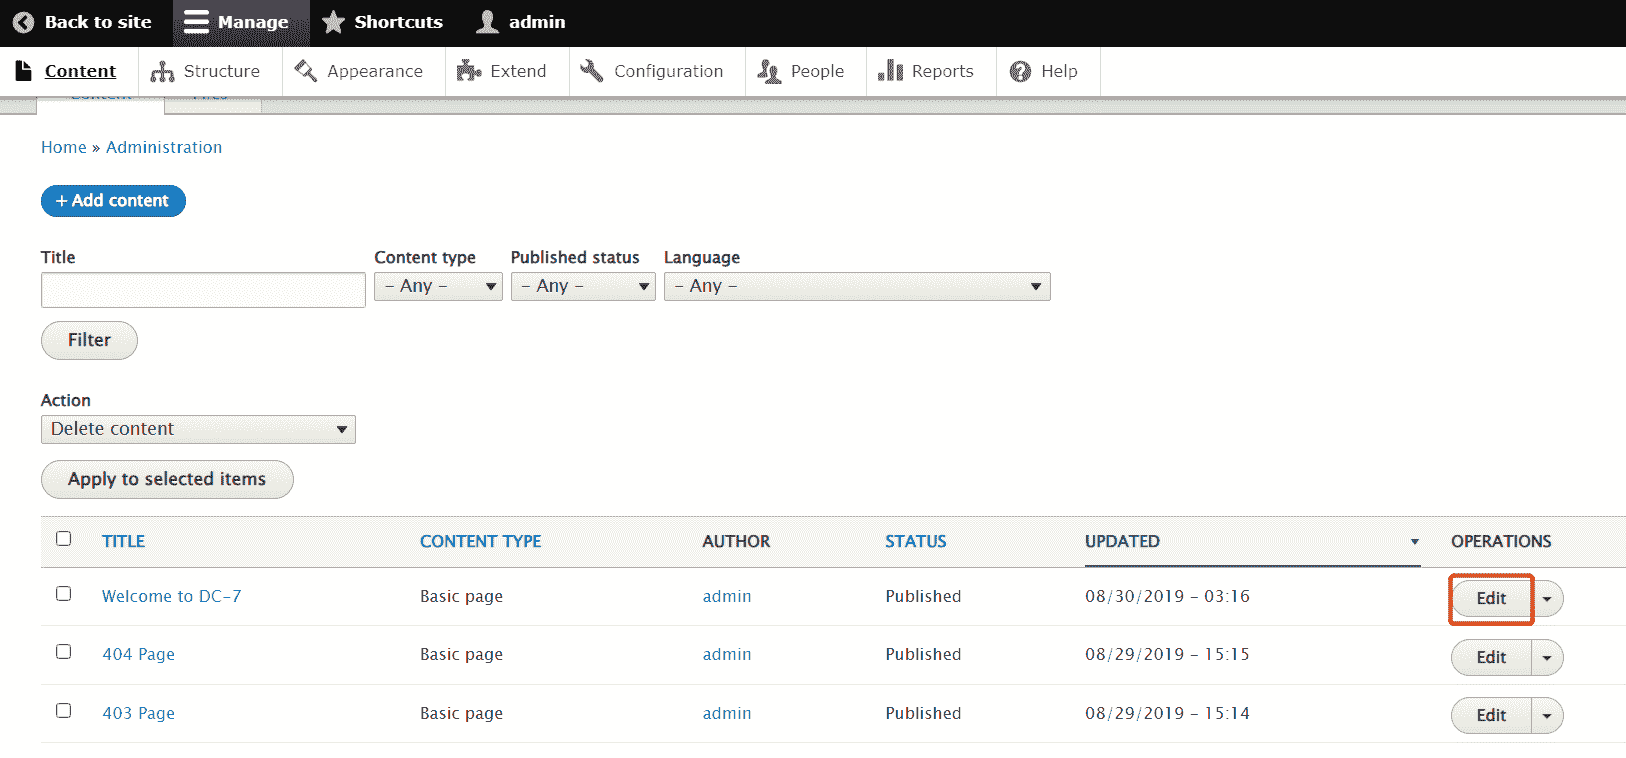 Back to site Manage Shortcuts admin
Content Structure Appearance Extend Configuration People Reports Help
Content Files
Home » Administration
+ Add content
Title Content type Published status Language
- Any - - Any - - Any -
Filter
Action
Delete content
Apply to selected items
TITLE CONTENT TYPE AUTHOR STATUS UPDATED OPERATIONS
Welcome to DC-7 Basic page admin Published 08/30/2019 - 03:16 Edit
404 Page Basic page admin Published 08/29/2019 - 15:15 Edit
403 Page Basic page admin Published 08/29/2019 - 15:14 Edit